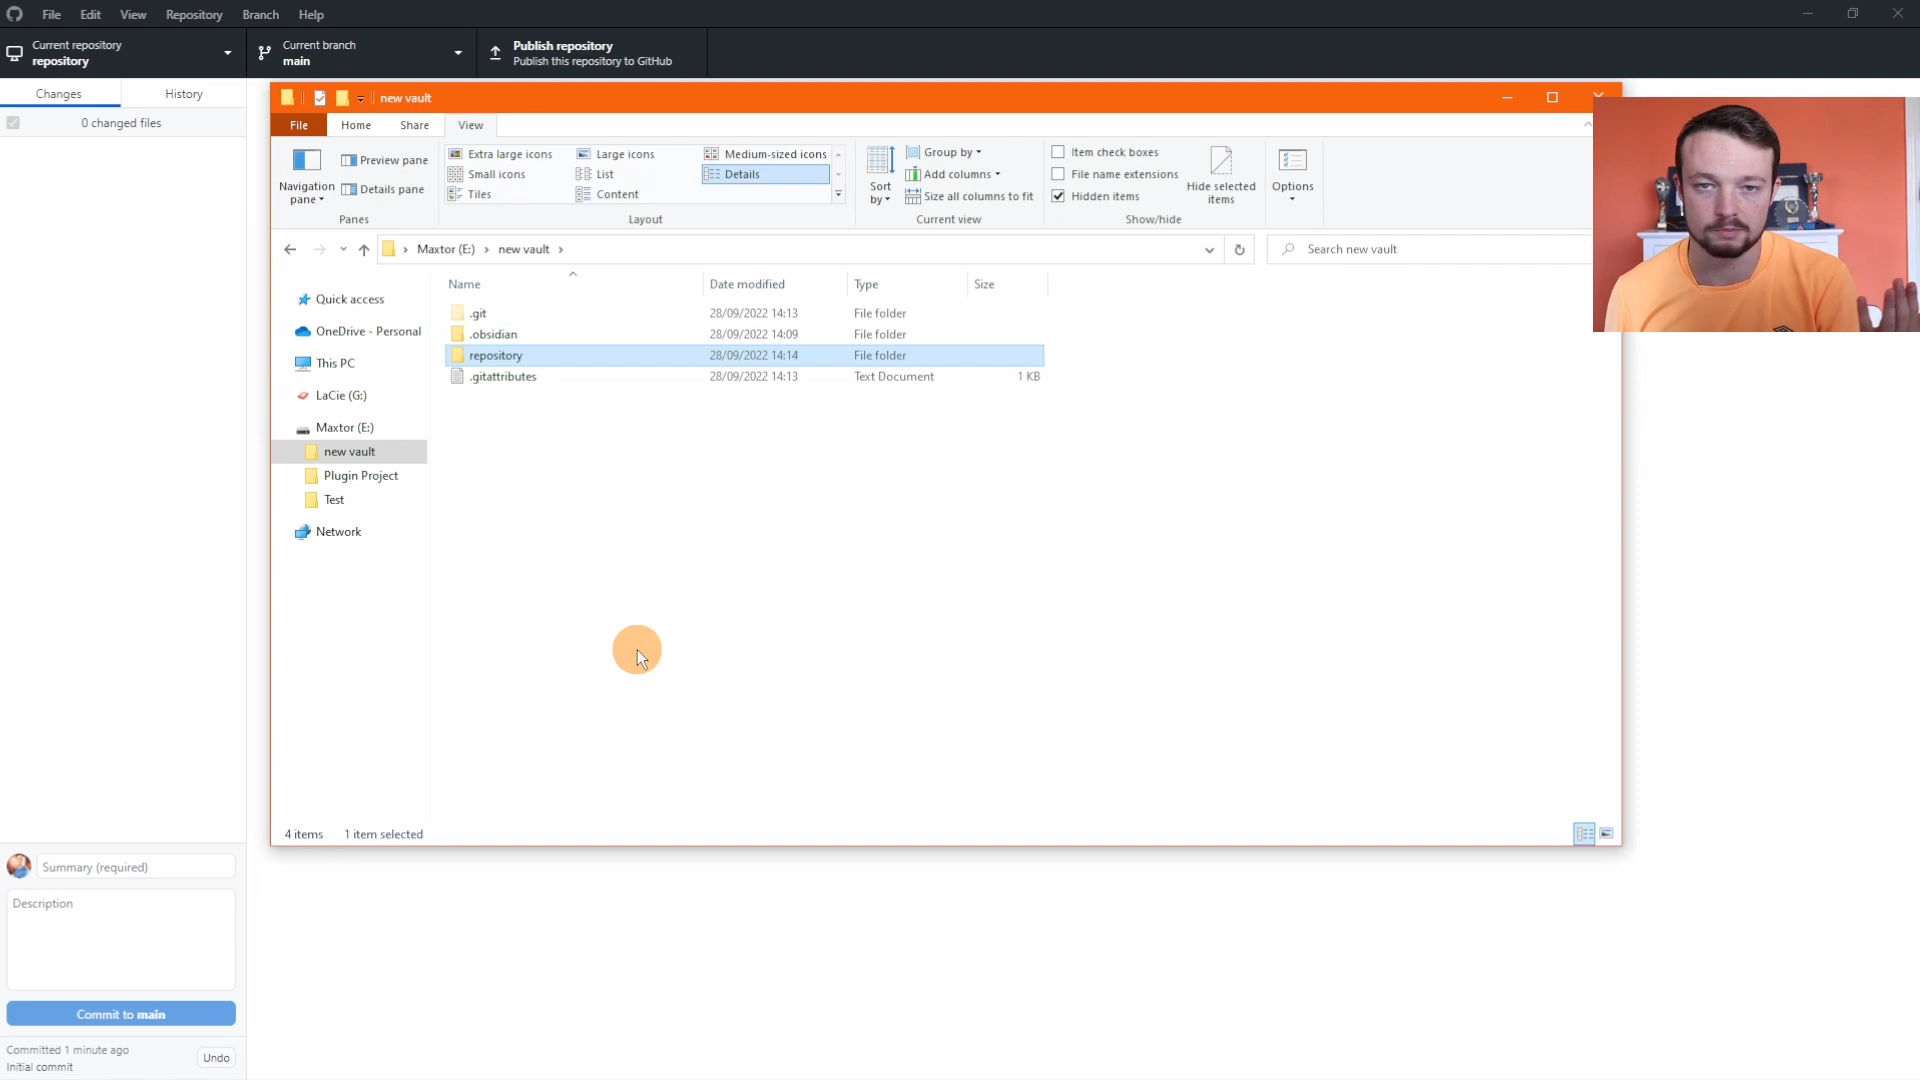 File Edit View Repository Branch Help
Current repository
repository
Current branch
main
Publish repository
Publish this repository to GitHub
Changes
History
0 changed files
new vault
File Home Share View
Navigation
pane
Preview pane
Details pane
Panes
Extra large icons
Large icons
Medium-sized icons
Small icons
List
Details
Tiles
Content
Layout
Sort
by
Group by
Add columns
Size all columns to fit
Current view
Item check boxes
File name extensions
Hidden items
Hide selected
items
Show/hide
Options
Maxtor (E:) new vault
Search new vault
Name Date modified Type Size
.git 28/09/2022 14:13 File folder
.obsidian 28/09/2022 14:09 File folder
repository 28/09/2022 14:14 File folder
.gitattributes 28/09/2022 14:13 Text Document 1 KB
Quick access
OneDrive - Personal
This PC
LaCie (G:)
Maxtor (E:)
new vault
Plugin Project
Test
Network
4 items 1 item selected
Summary (required)
Description
Commit to main
Committed 1 minute ago
Initial commit
Undo